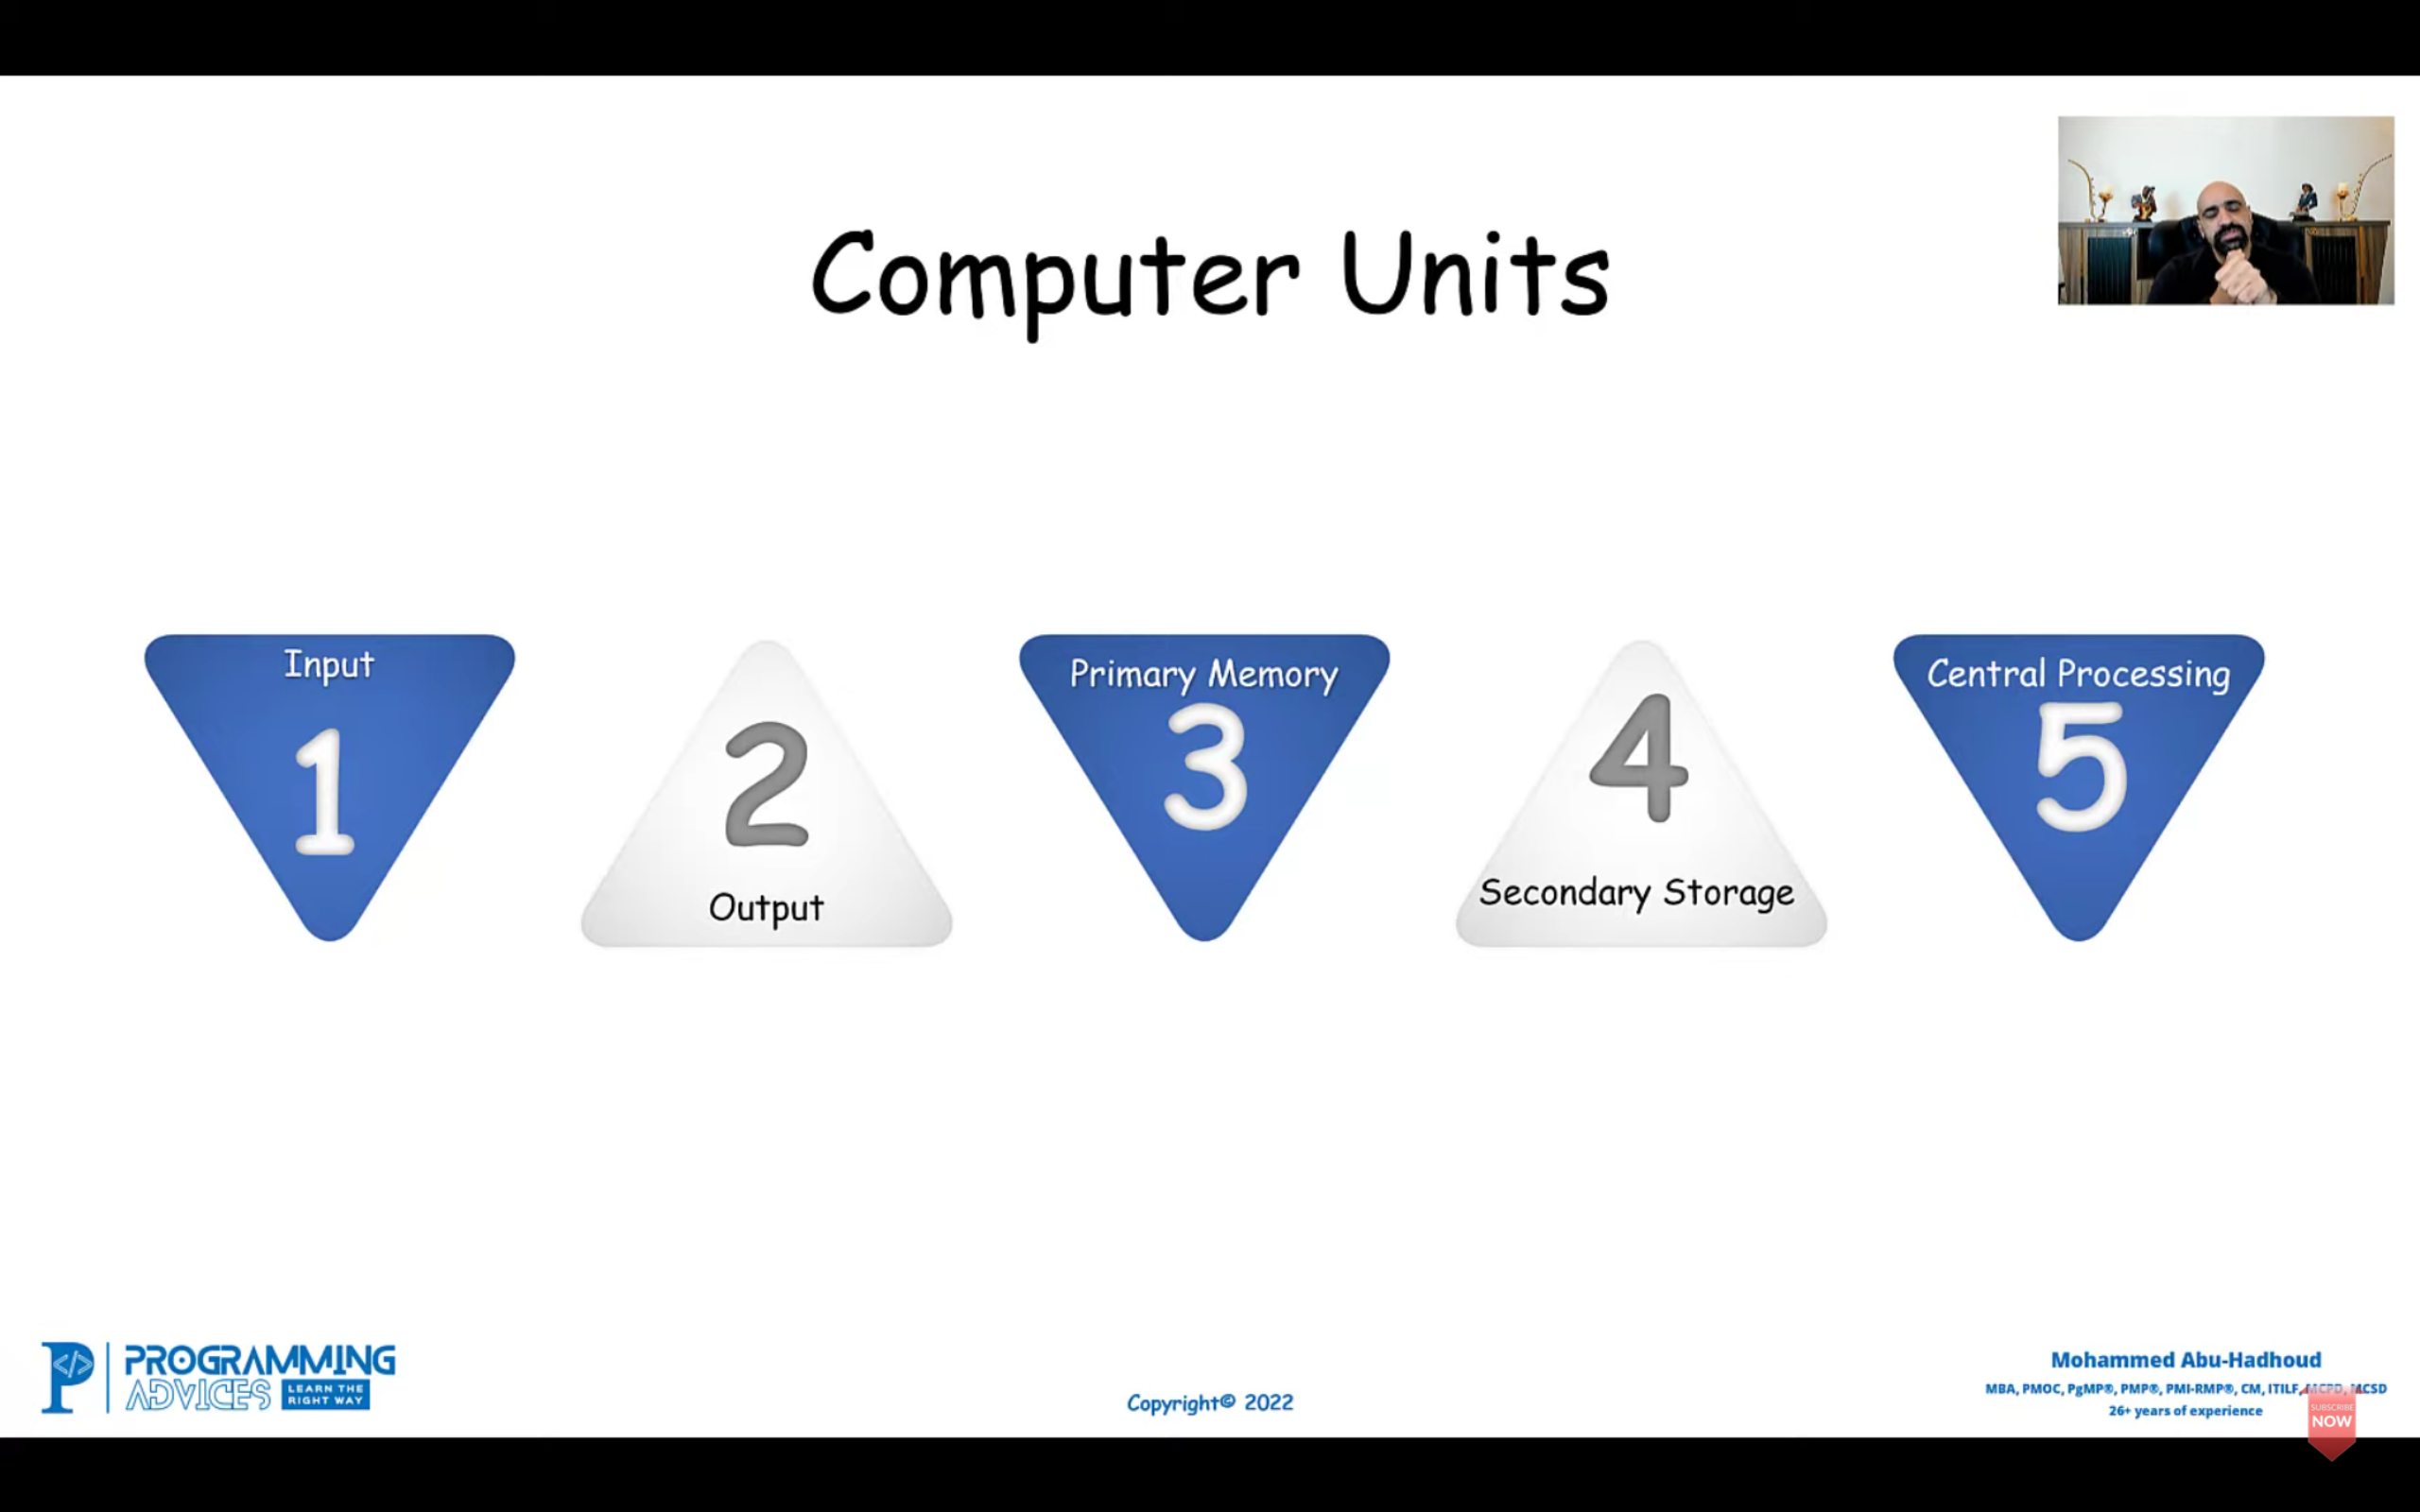 Computer Units
Input
1
2
Output
Primary Memory
3
4
Secondary Storage
Central Processing
5
P </>
PROGRAMMING
ADVICES
LEARN THE
RIGHT WAY
Copyright© 2022
Mohammed Abu-Hadhoud
MBA, PMOC, PgMP®, PMP®, PMI-RMP®, CM, ITILF, MCPD, MCSD
26+ years of experience
SUBSCRIBE
NOW